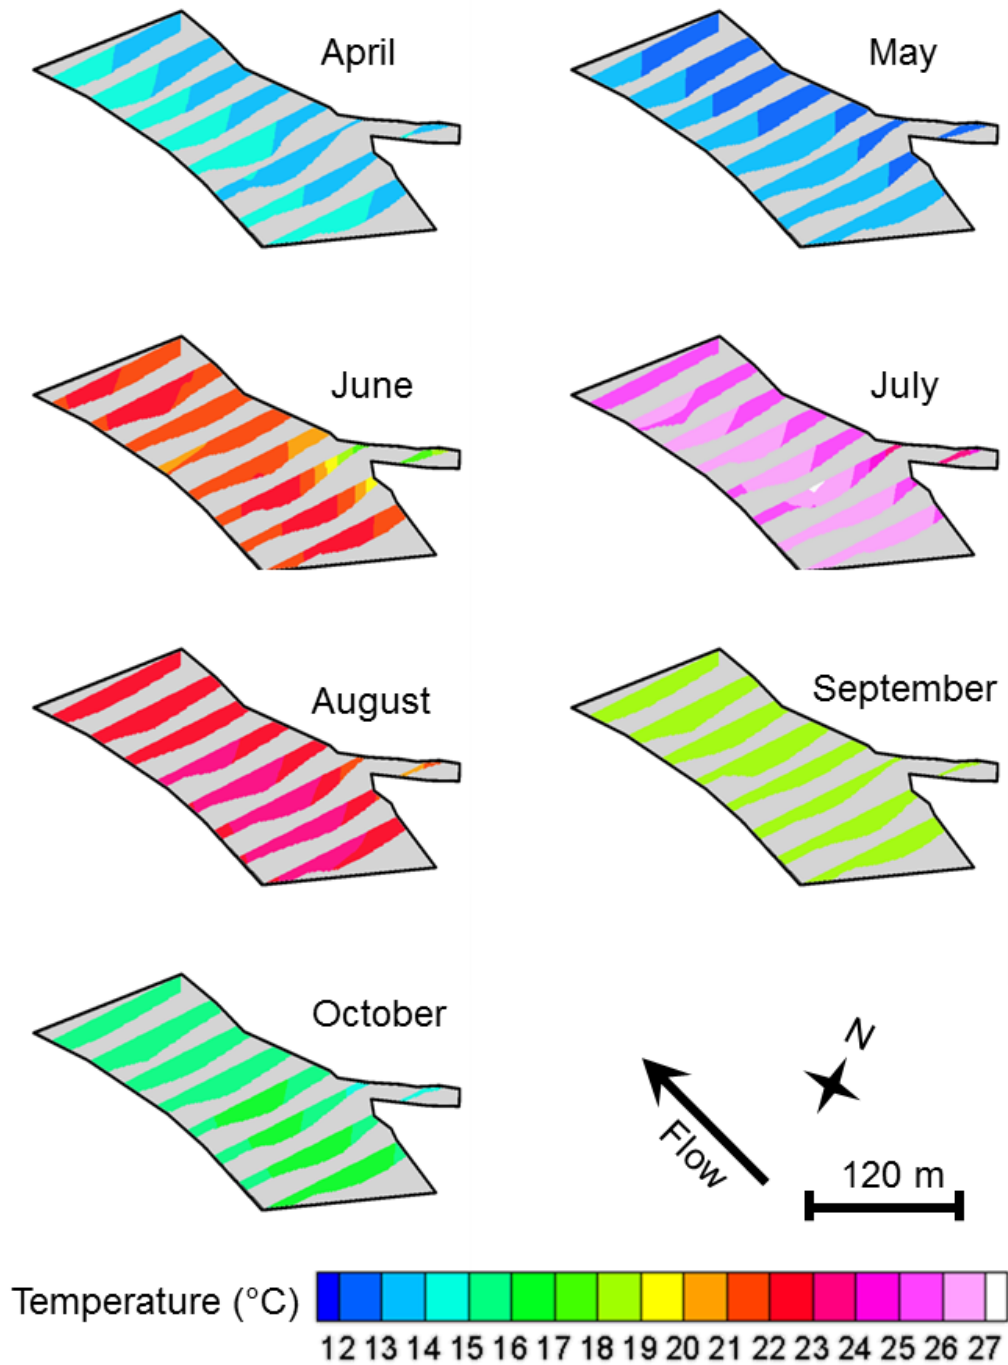 April
May
June
July
August
September
October
N
Flow
120 m
Temperature (°C)
12 13 14 15 16 17 18 19 20 21 22 23 24 25 26 27